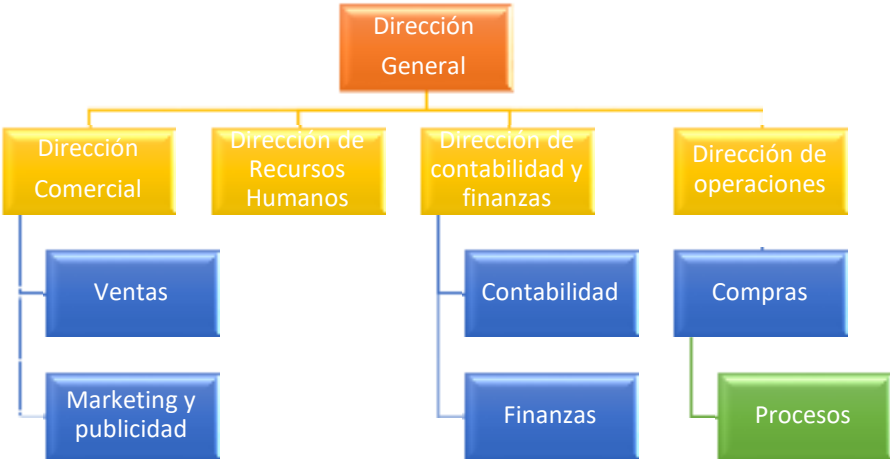 Dirección
General
Dirección
Comercial
Dirección de
Recursos
Humanos
Dirección de
contabilidad y
finanzas
Dirección de
operaciones
Ventas
Contabilidad
Compras
Marketing y
publicidad
Finanzas
Procesos